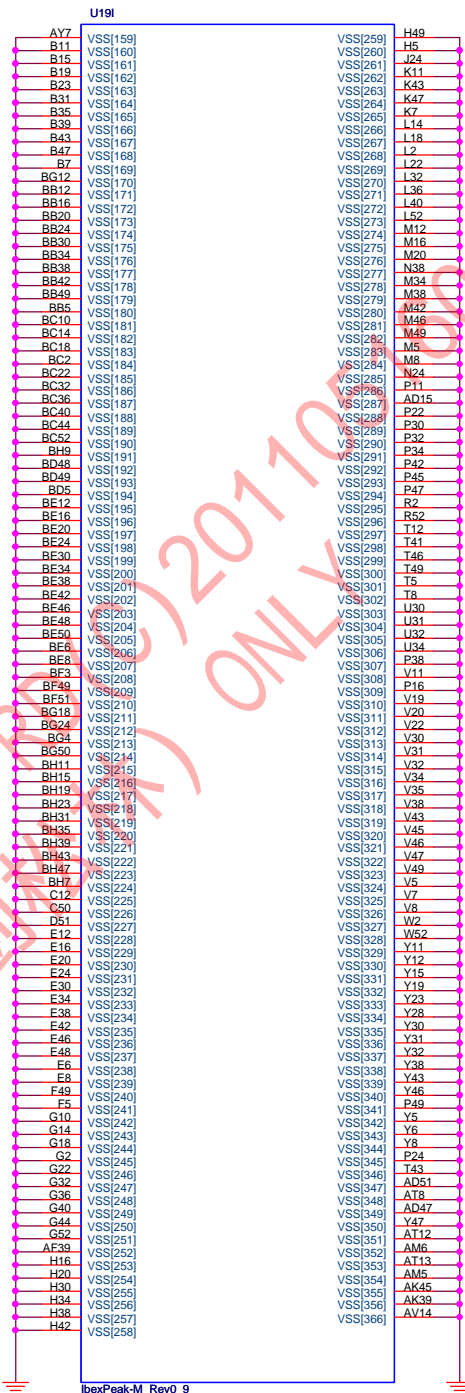 U19I
AY7 VSS[159] VSS[259] H49
B11 VSS[160] VSS[260] H5
B15 VSS[161] VSS[261] J24
B19 VSS[162] VSS[262] K11
B23 VSS[163] VSS[263] K43
B31 VSS[164] VSS[264] K47
B35 VSS[165] VSS[265] K7
B39 VSS[166] VSS[266] L14
B43 VSS[167] VSS[267] L18
B47 VSS[168] VSS[268] L2
B7 VSS[169] VSS[269] L22
BG12 VSS[170] VSS[270] L32
BB12 VSS[171] VSS[271] L36
BB16 VSS[172] VSS[272] L40
BB20 VSS[173] VSS[273] L52
BB24 VSS[174] VSS[274] M12
BB30 VSS[175] VSS[275] M16
BB34 VSS[176] VSS[276] M20
BB38 VSS[177] VSS[277] N38
BB42 VSS[178] VSS[278] M34
BB49 VSS[179] VSS[279] M38
BB5 VSS[180] VSS[280] M42
BC10 VSS[181] VSS[281] M46
BC14 VSS[182] VSS[282] M49
BC18 VSS[183] VSS[283] M5
BC2 VSS[184] VSS[284] M8
BC22 VSS[185] VSS[285] N24
BC32 VSS[186] VSS[286] P11
BC36 VSS[187] VSS[287] AD15
BC40 VSS[188] VSS[288] P22
BC44 VSS[189] VSS[289] P30
BC52 VSS[190] VSS[290] P32
BH9 VSS[191] VSS[291] P34
BD48 VSS[192] VSS[292] P42
BD49 VSS[193] VSS[293] P45
BD5 VSS[194] VSS[294] P47
BE12 VSS[195] VSS[295] R2
BE16 VSS[196] VSS[296] R52
BE20 VSS[197] VSS[297] T12
BE24 VSS[198] VSS[298] T41
BE30 VSS[199] VSS[299] T46
BE34 VSS[200] VSS[300] T49
BE38 VSS[201] VSS[301] T5
BE42 VSS[202] VSS[302] T8
BE46 VSS[203] VSS[303] U30
BE48 VSS[204] VSS[304] U31
BE50 VSS[205] VSS[305] U32
BE6 VSS[206] VSS[306] U34
BE8 VSS[207] VSS[307] P38
BF3 VSS[208] VSS[308] V11
BF49 VSS[209] VSS[309] P16
BF51 VSS[210] VSS[310] V19
BG18 VSS[211] VSS[311] V20
BG24 VSS[212] VSS[312] V22
BG4 VSS[213] VSS[313] V30
BG50 VSS[214] VSS[314] V31
BH11 VSS[215] VSS[315] V32
BH15 VSS[216] VSS[316] V34
BH19 VSS[217] VSS[317] V35
BH23 VSS[218] VSS[318] V38
BH31 VSS[219] VSS[319] V43
BH35 VSS[220] VSS[320] V45
BH39 VSS[221] VSS[321] V46
BH43 VSS[222] VSS[322] V47
BH47 VSS[223] VSS[323] V49
BH7 VSS[224] VSS[324] V5
C12 VSS[225] VSS[325] V7
C50 VSS[226] VSS[326] V8
D51 VSS[227] VSS[327] W2
E12 VSS[228] VSS[328] W52
E16 VSS[229] VSS[329] Y11
E20 VSS[230] VSS[330] Y12
E24 VSS[231] VSS[331] Y15
E30 VSS[232] VSS[332] Y19
E34 VSS[233] VSS[333] Y23
E38 VSS[234] VSS[334] Y28
E42 VSS[235] VSS[335] Y30
E46 VSS[236] VSS[336] Y31
E48 VSS[237] VSS[337] Y32
E6 VSS[238] VSS[338] Y38
E8 VSS[239] VSS[339] Y43
F49 VSS[240] VSS[340] Y46
F5 VSS[241] VSS[341] P49
G10 VSS[242] VSS[342] Y5
G14 VSS[243] VSS[343] Y6
G18 VSS[244] VSS[344] Y8
G2 VSS[245] VSS[345] P24
G22 VSS[246] VSS[346] T43
G32 VSS[247] VSS[347] AD51
G36 VSS[248] VSS[348] AT8
G40 VSS[249] VSS[349] AD47
G44 VSS[250] VSS[350] Y47
G52 VSS[251] VSS[351] AT12
AF39 VSS[252] VSS[352] AM6
H16 VSS[253] VSS[353] AT13
H20 VSS[254] VSS[354] AM5
H30 VSS[255] VSS[355] AK45
H34 VSS[256] VSS[356] AK39
H38 VSS[257] VSS[366] AV14
H42 VSS[258]
IbexPeak-M_Rev0_9
RD(C)201105160
ONLY